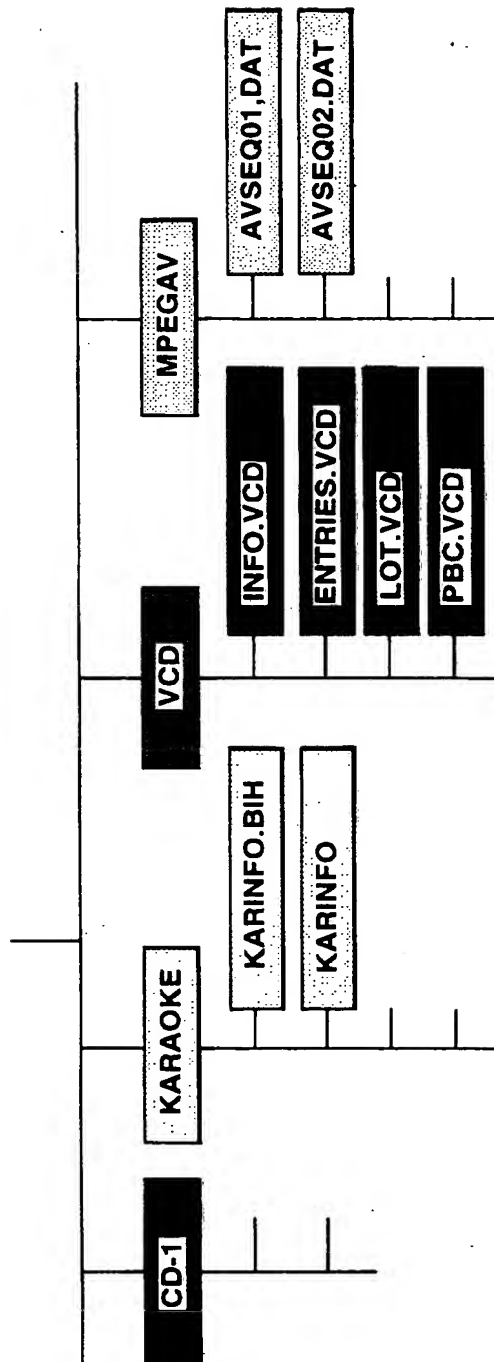 CD-1
KARAOKE
KARINFO.BIH
KARINFO
VCD
INFO.VCD
ENTRIES.VCD
LOT.VCD
PBC.VCD
MPEGAV
AVSEQ01,DAT
AVSEQ02.DAT